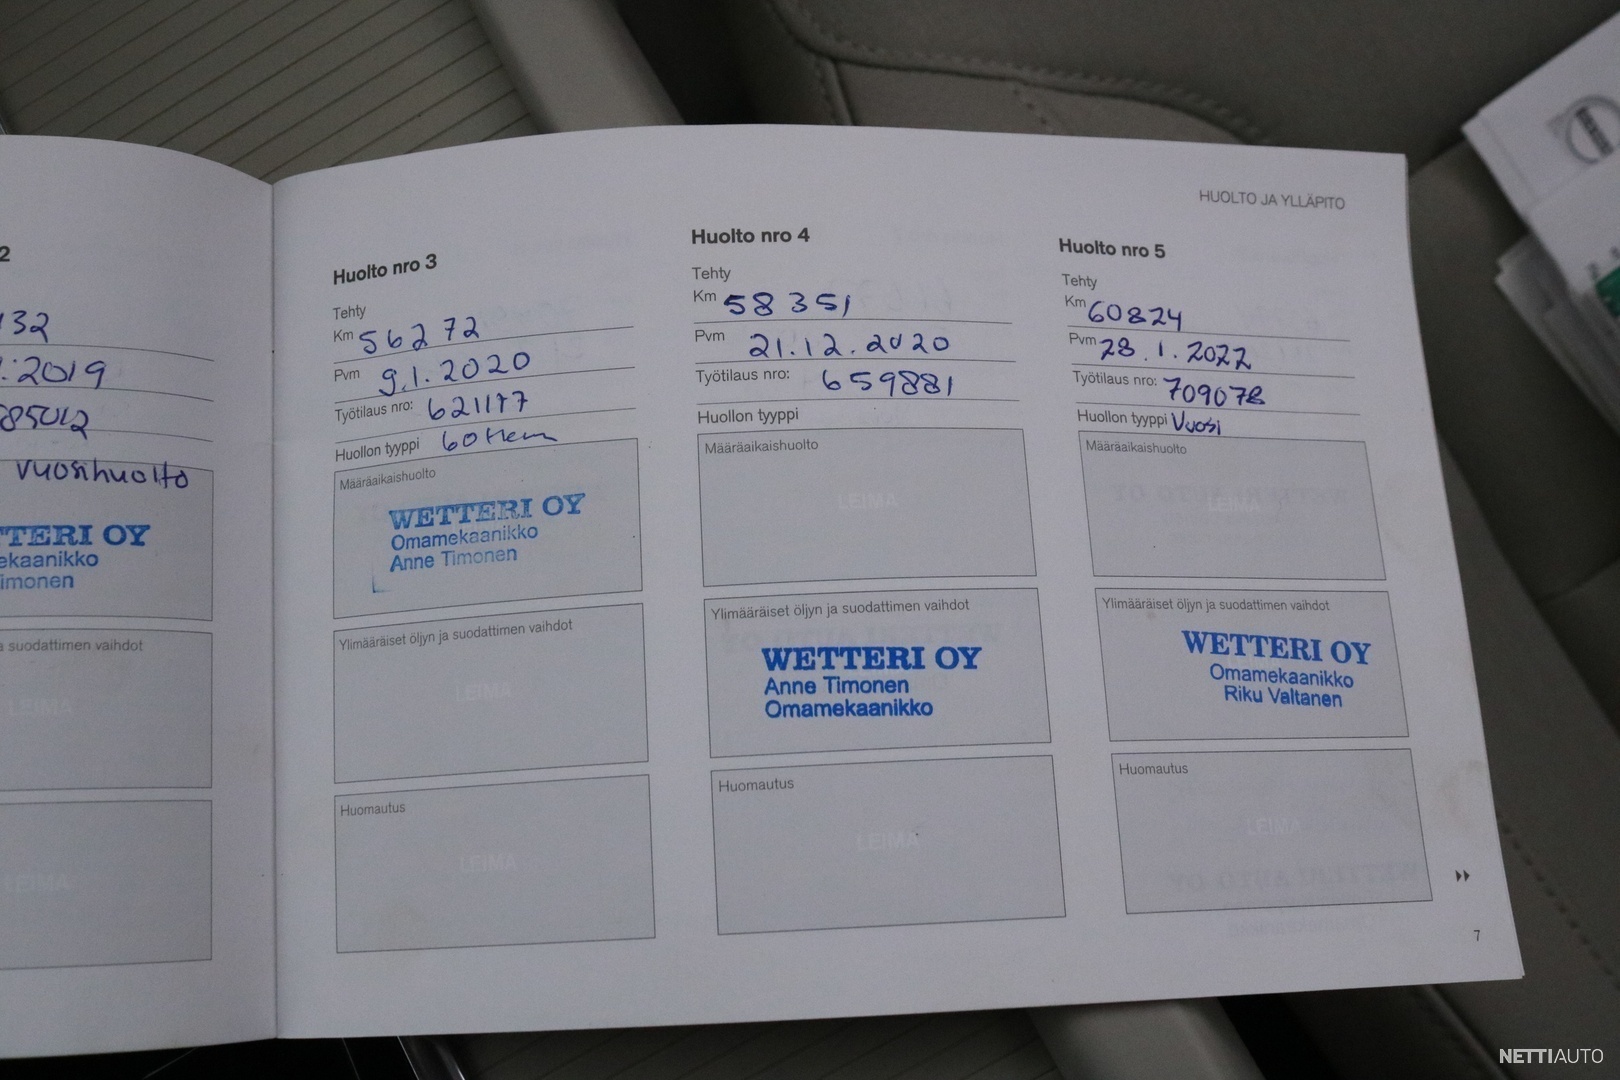 HUOLTO JA YLLÄPITO
2
132
.2019
85012
vuosihuolto
TTERI OY
ekaanikko
imonen
a suodattimen vaihdot
LEIMA
LEIMA
Huolto nro 3
Tehty
Km 56272
Pvm 9.1.2020
Työtilaus nro: 621177
Huollon tyyppi
Määräaikaishuolto
WETTERI OY
Omamekaanikko
Anne Timonen
Ylimääräiset öljyn ja suodattimen vaihdot
LEIMA
Huomautus
LEIMA
Huolto nro 4
Tehty
Km 58351
Pvm 21.12.2020
Työtilaus nro: 659881
Huollon tyyppi
Määräaikaishuolto
LEIMA
Ylimääräiset öljyn ja suodattimen vaihdot
WETTERI OY
Anne Timonen
Omamekaanikko
Huomautus
LEIMA
Huolto nro 5
Tehty
Km 60824
Pvm 28.1.2022
Työtilaus nro: 709078
Huollon tyyppi Vuosi
Määräaikaishuolto
LEIMA
Ylimääräiset öljyn ja suodattimen vaihdot
WETTERI OY
Omamekaanikko
Riku Valtanen
Huomautus
LEIMA
7
NETTIAUTO